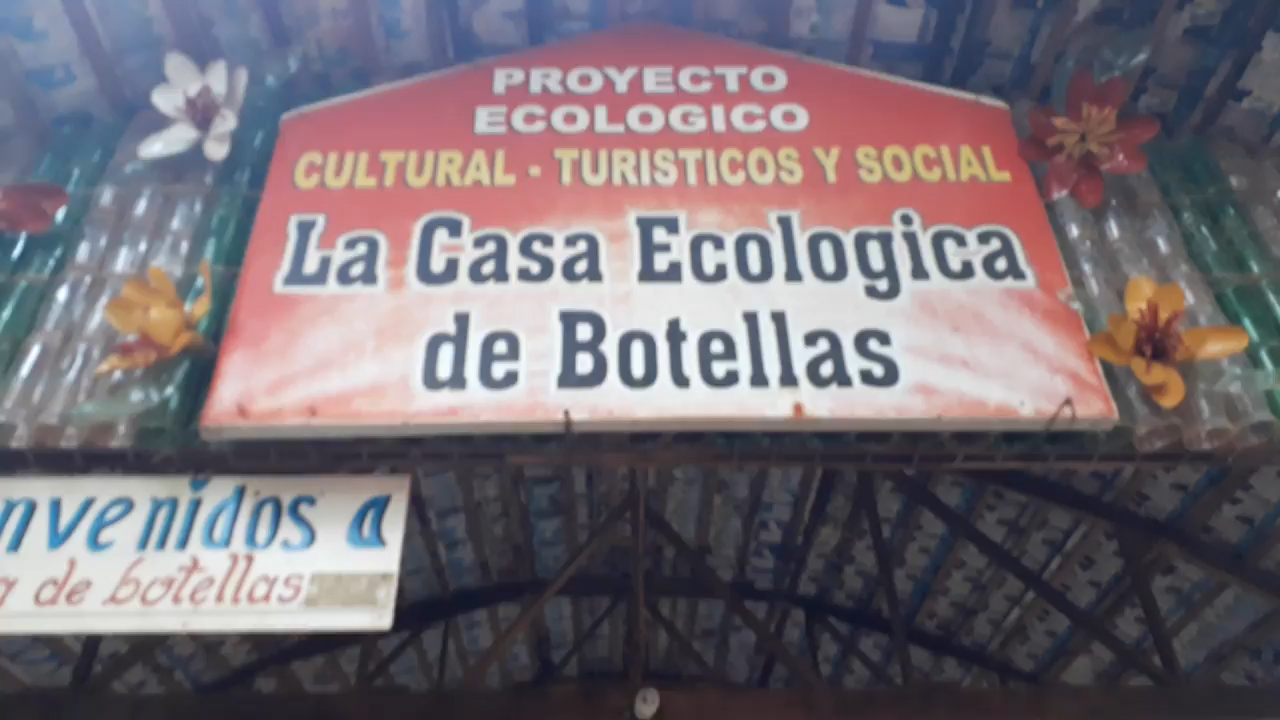 PROYECTO
ECOLOGICO
CULTURAL - TURISTICOS Y SOCIAL
La Casa Ecologica
de Botellas
nvenidos a
de botellas